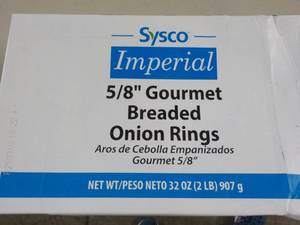 Sysco
Imperial
5/8" Gourmet
Breaded
Onion Rings
Aros de Cebolla Empanizados
Gourmet 5/8"
NET WT/PESO NETO 32 OZ (2 LB) 907 g